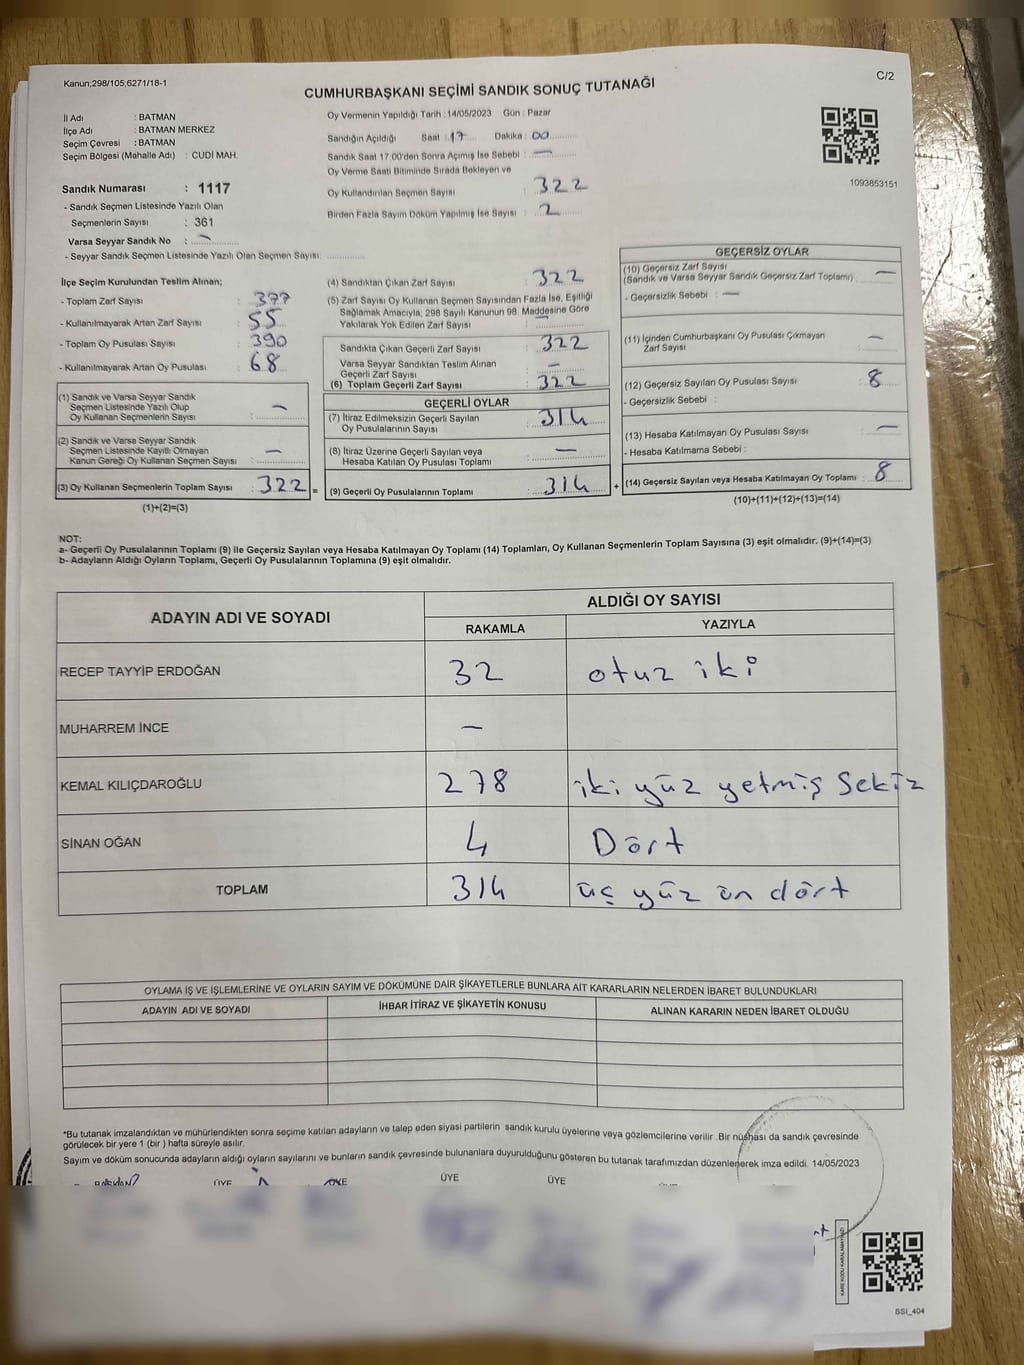 Kanun;298/105,6271/18-1
C/2
CUMHURBAŞKANI SEÇİMİ SANDIK SONUÇ TUTANAĞI
İl Adı : BATMAN
İlçe Adı : BATMAN MERKEZ
Seçim Çevresi : BATMAN
Seçim Bölgesi (Mahalle Adı) : CUDİ MAH.
Sandık Numarası : 1117
- Sandık Seçmen Listesinde Yazılı Olan
Seçmenlerin Sayısı : 361
Varsa Seyyar Sandık No : —
- Seyyar Sandık Seçmen Listesinde Yazılı Olan Seçmen Sayısı:
Oy Vermenin Yapıldığı Tarih : 14/05/2023 Gün : Pazar
Sandığın Açıldığı Saat : 17 Dakika : 00
Sandık Saat 17:00'den Sonra Açımış İse Sebebi : —
Oy Verme Saati Bitiminde Sırada Bekleyen ve
Oy Kullandırılan Seçmen Sayısı : 322
Birden Fazla Sayım Döküm Yapılmış İse Sayısı : 2
1093853151
İlçe Seçim Kurulundan Teslim Alınan;
- Toplam Zarf Sayısı : 377
- Kullanılmayarak Artan Zarf Sayısı : 55
- Toplam Oy Pusulası Sayısı : 390
- Kullanılmayarak Artan Oy Pusulası : 68
(1) Sandık ve Varsa Seyyar Sandık
Seçmen Listesinde Yazılı Olup
Oy Kullanan Seçmenlerin Sayısı : —
(2) Sandık ve Varsa Seyyar Sandık
Seçmen Listesinde Kayıtlı Olmayan
Kanun Gereği Oy Kullanan Seçmen Sayısı : —
(3) Oy Kullanan Seçmenlerin Toplam Sayısı : 322 =
(1)+(2)=(3)
(4) Sandıktan Çıkan Zarf Sayısı : 322
(5) Zarf Sayısı Oy Kullanan Seçmen Sayısından Fazla İse, Eşitliği
Sağlamak Amacıyla; 298 Sayılı Kanunun 98. Maddesine Göre
Yakılarak Yok Edilen Zarf Sayısı : —
Sandıkta Çıkan Geçerli Zarf Sayısı : 322
Varsa Seyyar Sandıktan Teslim Alınan
Geçerli Zarf Sayısı : —
(6) Toplam Geçerli Zarf Sayısı : 322
GEÇERLİ OYLAR
(7) İtiraz Edilmeksizin Geçerli Sayılan
Oy Pusulalarının Sayısı : 314
(8) İtiraz Üzerine Geçerli Sayılan veya
Hesaba Katılan Oy Pusulası Toplamı : —
(9) Geçerli Oy Pusulalarının Toplamı : 314 +
GEÇERSİZ OYLAR
(10) Geçersiz Zarf Sayısı
(Sandık ve Varsa Seyyar Sandık Geçersiz Zarf Toplamı) : —
- Geçersizlik Sebebi : —
(11) İçinden Cumhurbaşkanı Oy Pusulası Çıkmayan
Zarf Sayısı : —
(12) Geçersiz Sayılan Oy Pusulası Sayısı : 8
- Geçersizlik Sebebi :
(13) Hesaba Katılmayan Oy Pusulası Sayısı : —
- Hesaba Katılmama Sebebi :
(14) Geçersiz Sayılan veya Hesaba Katılmayan Oy Toplamı : 8
(10)+(11)+(12)+(13)=(14)
NOT:
a- Geçerli Oy Pusulalarının Toplamı (9) ile Geçersiz Sayılan veya Hesaba Katılmayan Oy Toplamı (14) Toplamları, Oy Kullanan Seçmenlerin Toplam Sayısına (3) eşit olmalıdır. (9)+(14)=(3)
b- Adayların Aldığı Oyların Toplamı, Geçerli Oy Pusulalarının Toplamına (9) eşit olmalıdır.
ADAYIN ADI VE SOYADI
ALDIĞI OY SAYISI
RAKAMLA YAZIYLA
RECEP TAYYİP ERDOĞAN 32 otuz iki
MUHARREM İNCE —
KEMAL KILIÇDAROĞLU 278 iki yüz yetmiş sekiz
SİNAN OĞAN 4 Dört
TOPLAM 314 üç yüz on dört
OYLAMA İŞ VE İŞLEMLERİNE VE OYLARIN SAYIM VE DÖKÜMÜNE DAİR ŞİKAYETLERLE BUNLARA AİT KARARLARIN NELERDEN İBARET BULUNDUKLARI
ADAYIN ADI VE SOYADI İHBAR İTİRAZ VE ŞİKAYETİN KONUSU ALINAN KARARIN NEDEN İBARET OLDUĞU
*Bu tutanak imzalandıktan ve mühürlendikten sonra seçime katılan adayların ve talep eden siyasi partilerin sandık kurulu üyelerine veya gözlemcilerine verilir .Bir nüshası da sandık çevresinde
görülecek bir yere 1 (bir ) hafta süreyle asılır.
Sayım ve döküm sonucunda adayların aldığı oyların sayılarını ve bunların sandık çevresinde bulunanlara duyurulduğunu gösteren bu tutanak tarafımızdan düzenlenerek imza edildi. 14/05/2023
ÜYE ÜYE ÜYE ÜYE
SSI_404